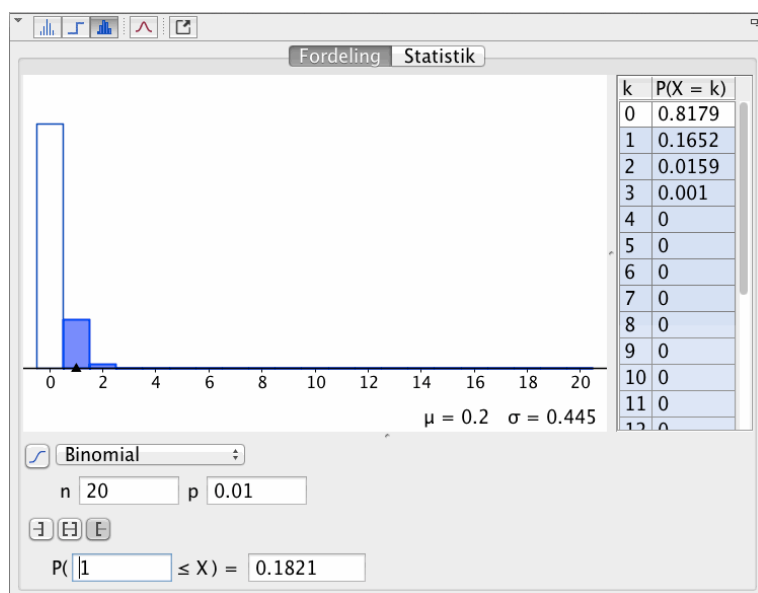 Fordeling Statistik
k P(X = k)
0 0.8179
1 0.1652
2 0.0159
3 0.001
4 0
5 0
6 0
7 0
8 0
9 0
10 0
11 0
12 0
0 2 4 6 8 10 12 14 16 18 20
μ = 0.2 σ = 0.445
Binomial
n 20 p 0.01
P( 1 ≤ X ) = 0.1821